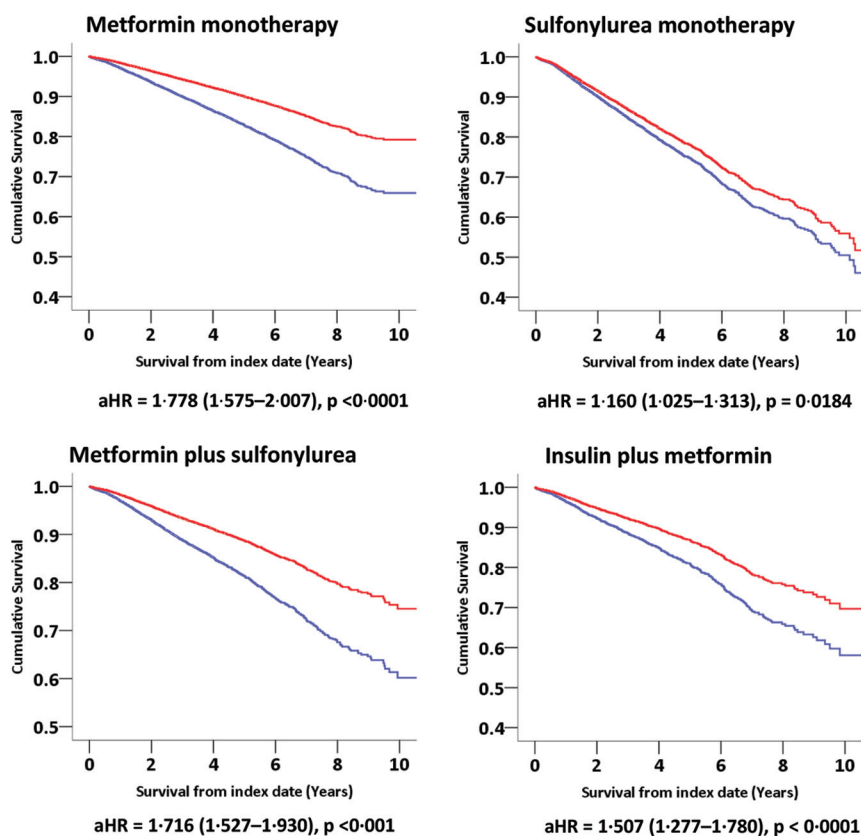 Metformin monotherapy
Cumulative Survival
1.0
0.9
0.8
0.7
0.6
0.5
0.4
0 2 4 6 8 10
Survival from index date (Years)
aHR = 1·778 (1·575–2·007), p <0·0001
Sulfonylurea monotherapy
Cumulative Survival
1.0
0.9
0.8
0.7
0.6
0.5
0.4
0 2 4 6 8 10
Survival from index date (Years)
aHR = 1·160 (1·025–1·313), p = 0·0184
Metformin plus sulfonylurea
Cumulative Survival
1.0
0.9
0.8
0.7
0.6
0.5
0 2 4 6 8 10
Survival from index date (Years)
aHR = 1·716 (1·527–1·930), p <0·001
Insulin plus metformin
Cumulative Survival
1.0
0.9
0.8
0.7
0.6
0.5
0.4
0 2 4 6 8 10
Survival from index date (Years)
aHR = 1·507 (1·277–1·780), p < 0·0001